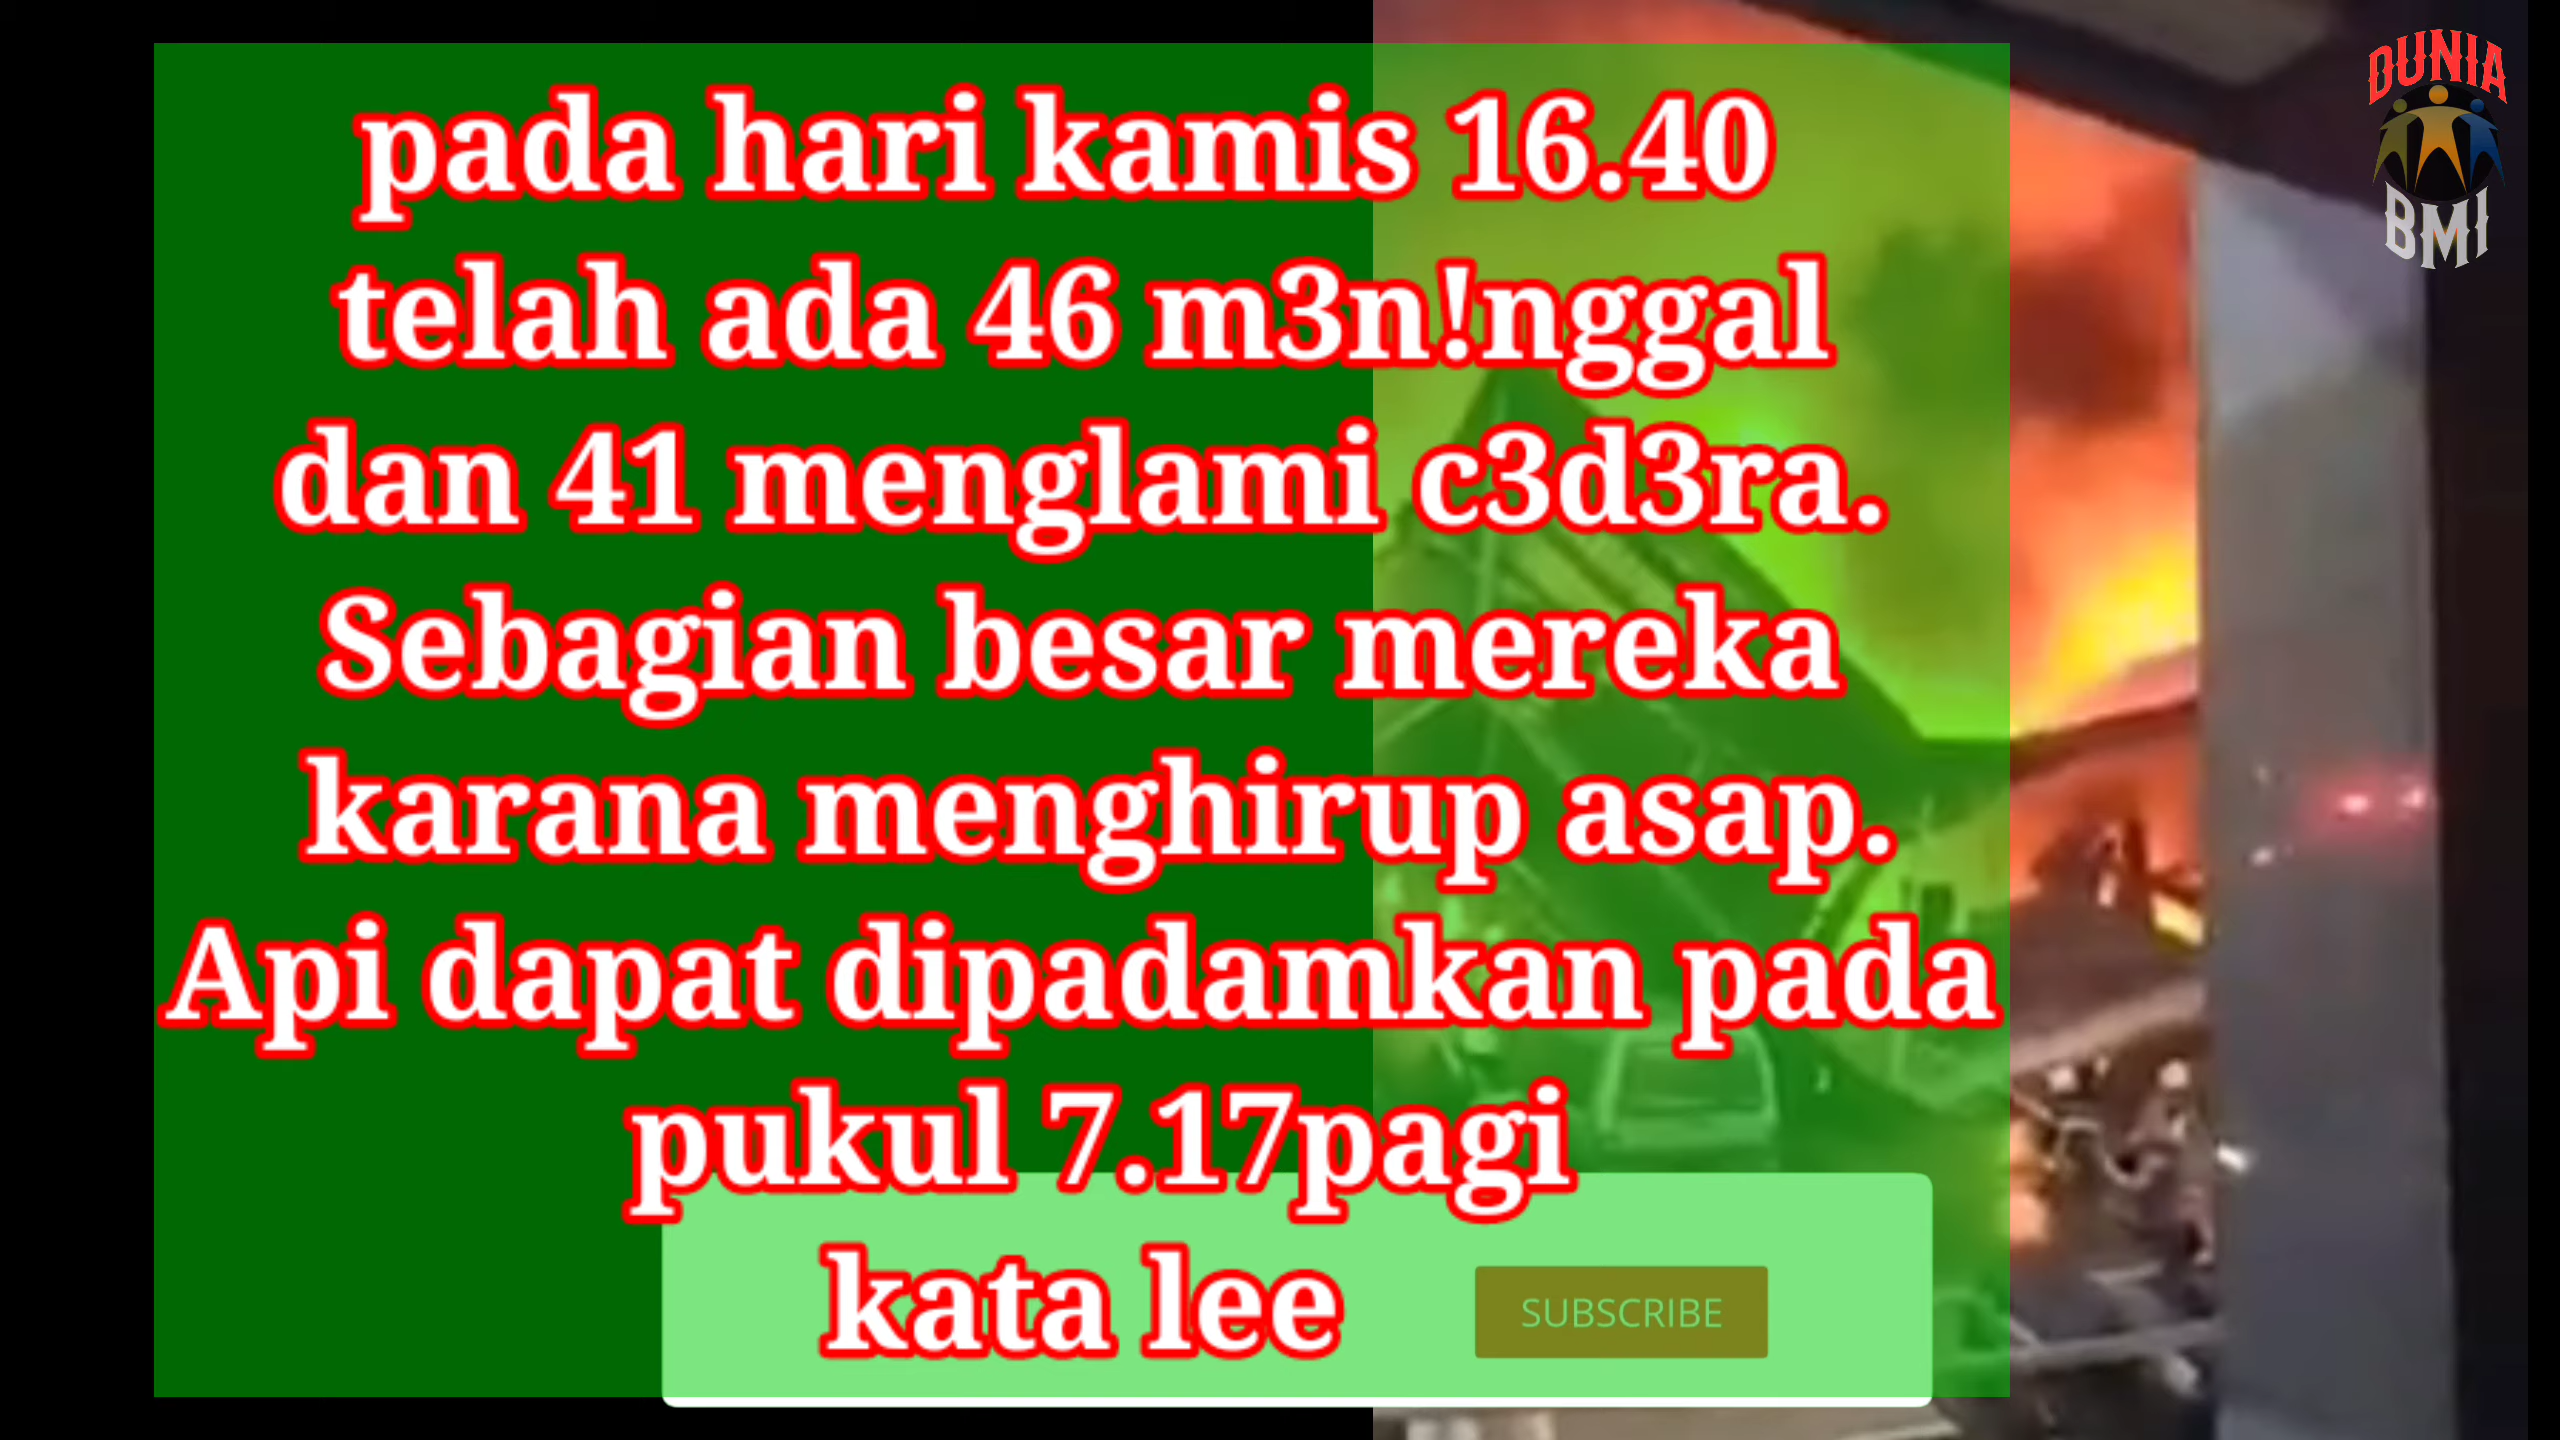 DUNIA
BMI
pada hari kamis 16.40
telah ada 46 m3n!nggal
dan 41 menglami c3d3ra.
Sebagian besar mereka
karana menghirup asap.
Api dapat dipadamkan pada
pukul 7.17pagi
kata lee
SUBSCRIBE